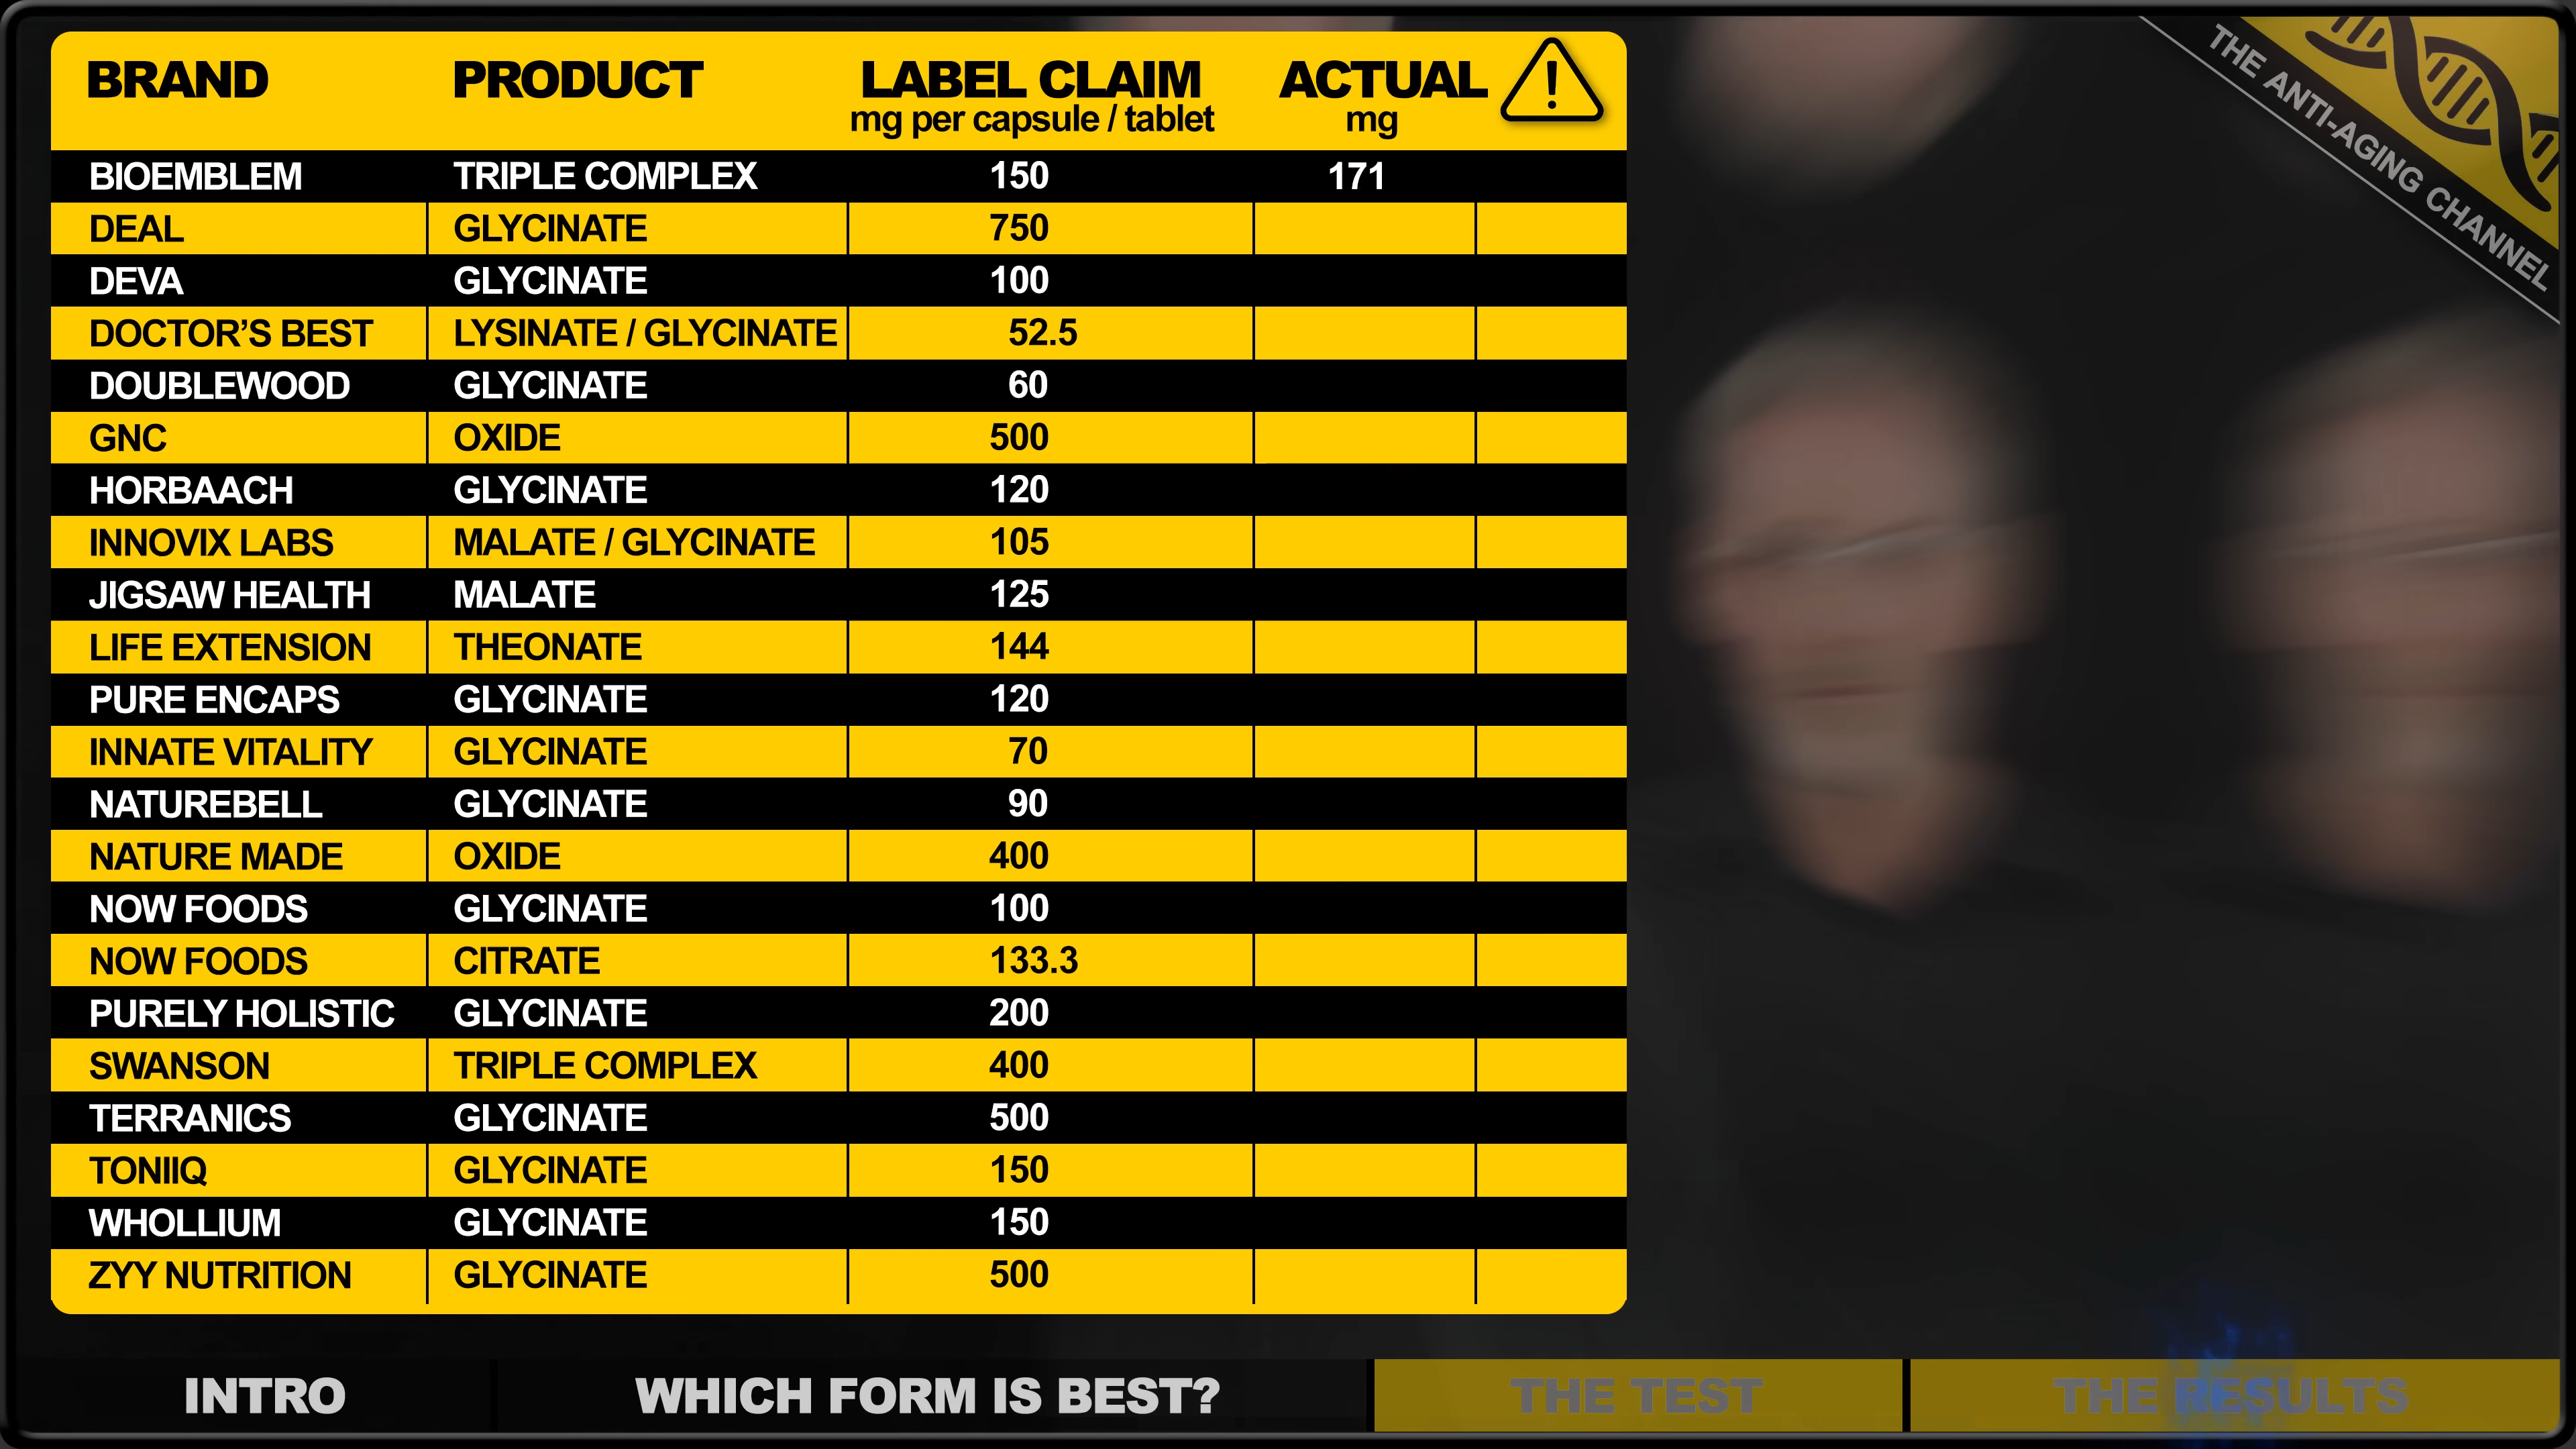 BRAND PRODUCT LABEL CLAIM ACTUAL
mg per capsule / tablet mg
BIOEMBLEM TRIPLE COMPLEX 150 171
DEAL GLYCINATE 750
DEVA GLYCINATE 100
DOCTOR'S BEST LYSINATE / GLYCINATE 52.5
DOUBLEWOOD GLYCINATE 60
GNC OXIDE 500
HORBAACH GLYCINATE 120
INNOVIX LABS MALATE / GLYCINATE 105
JIGSAW HEALTH MALATE 125
LIFE EXTENSION THEONATE 144
PURE ENCAPS GLYCINATE 120
INNATE VITALITY GLYCINATE 70
NATUREBELL GLYCINATE 90
NATURE MADE OXIDE 400
NOW FOODS GLYCINATE 100
NOW FOODS CITRATE 133.3
PURELY HOLISTIC GLYCINATE 200
SWANSON TRIPLE COMPLEX 400
TERRANICS GLYCINATE 500
TONIIQ GLYCINATE 150
WHOLLIUM GLYCINATE 150
ZYY NUTRITION GLYCINATE 500
THE ANTI-AGING CHANNEL
INTRO WHICH FORM IS BEST? THE TEST THE RESULTS